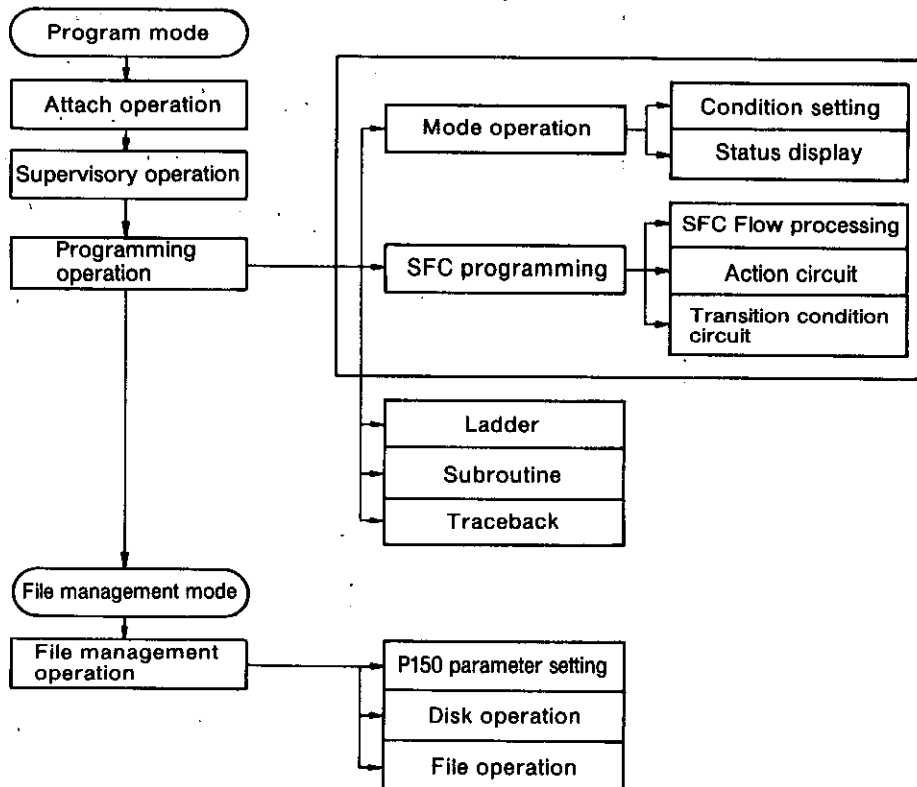 Program mode
Attach operation
Supervisory operation
Programming
operation
Mode operation
Condition setting
Status display
SFC programming
SFC Flow processing
Action circuit
Transition condition
circuit
Ladder
Subroutine
Traceback
File management mode
File management
operation
P150 parameter setting
Disk operation
File operation